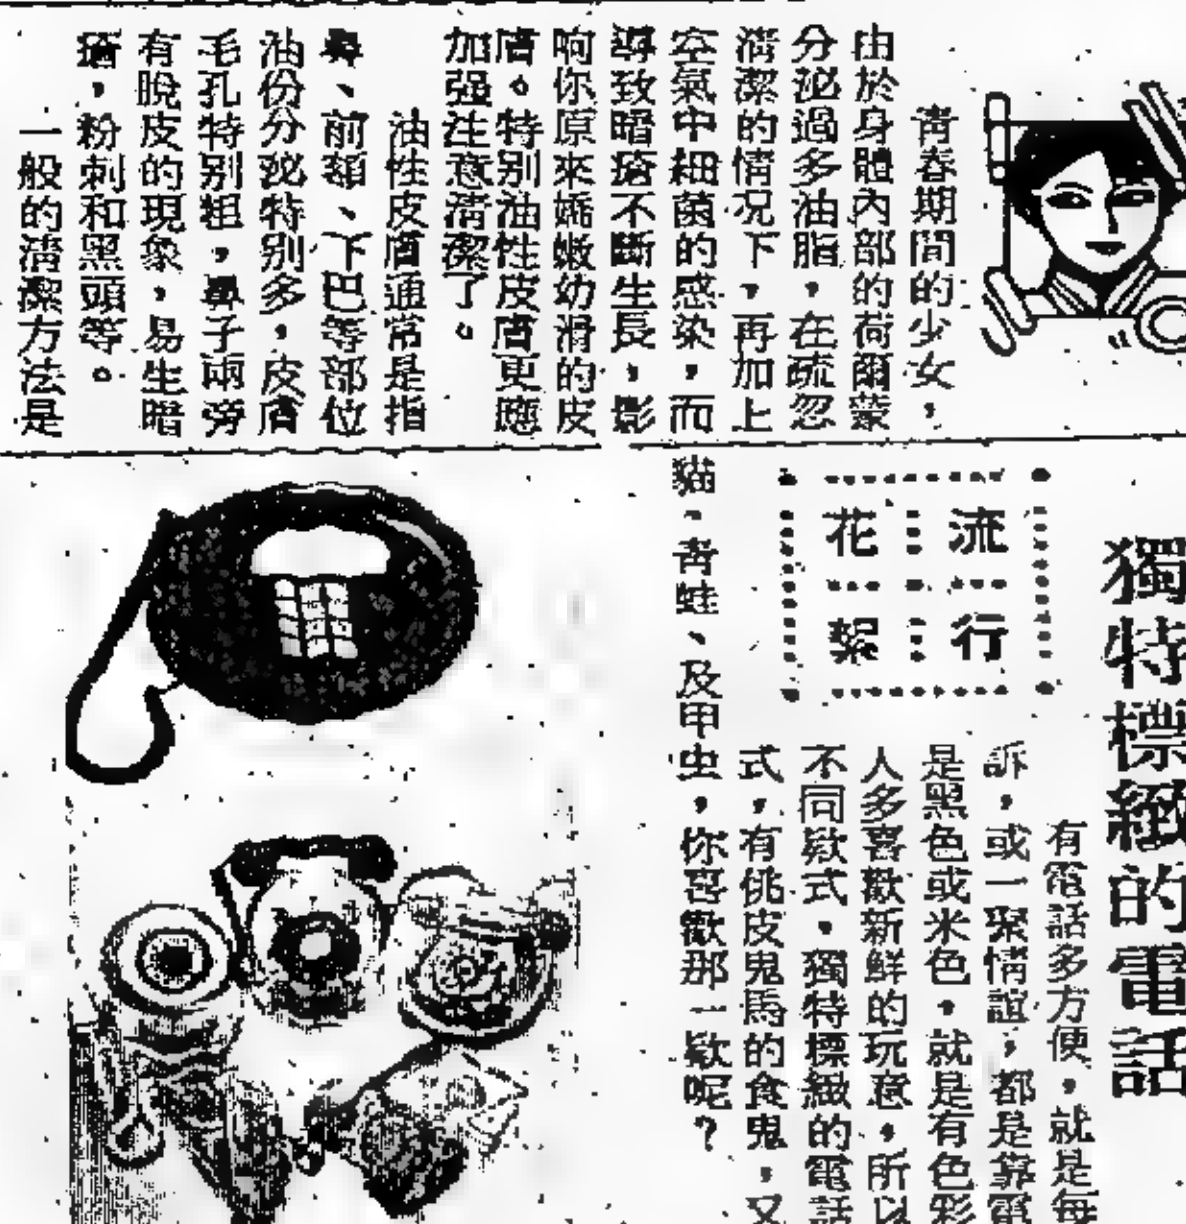 青春期間的少女，
由於身體內部的荷爾蒙
分泌過多油脂，在疏忽
清潔的情況下，再加上
空氣中細菌的感染，而
導致暗瘡不斷生長，影
响你原來嬌嫩幼滑的皮
膚。特别油性皮膚更應
加强注意清潔了。
油性皮膚通常是指
鼻、前額、下巴等部位
油份分泌特别多，皮膚
毛孔特别粗，鼻子兩旁
有脫皮的現象，易生暗
瘡，粉刺和黑頭等。
一般的清潔方法是
獨特標緻的電話
流行
花絮
有電話多方便，就是每
訴，或一聚情誼，都是靠電
是黑色或米色，就是有色彩
人多喜歡新鮮的玩意，所以
不同欵式，獨特標緻的電話
式，有佻皮鬼馬的食鬼，又
貓、青蛙、及甲虫，你喜歡那一欵呢？